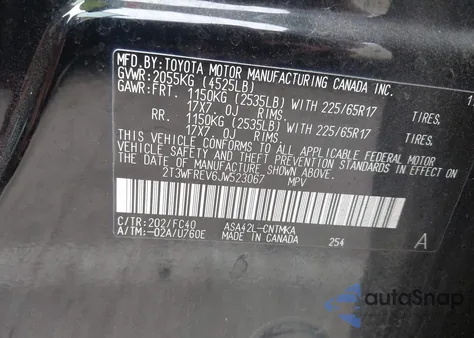 MFD.BY: TOYOTA MOTOR MANUFACTURING CANADA INC.
GVWR: 2055KG (4525LB)
GAWR: FRT. 1150KG (2535LB) WITH 225/65R17 TIRES,
17X7.0J RIMS.
RR. 1150KG (2535LB) WITH 225/65R17 TIRES,
17X7.0J RIMS.
THIS VEHICLE CONFORMS TO ALL APPLICABLE FEDERAL MOTOR
VEHICLE SAFETY AND THEFT PREVENTION STANDARDS IN EFFECT ON
THE DATE OF MANUFACTURE SHOWN ABOVE.
2T3WFREV6JW523067 MPV
C/TR: 202/FC40 ASA42L-CNTMKA
A/TM: -02A/U760E MADE IN CANADA 254 A
autoSnap